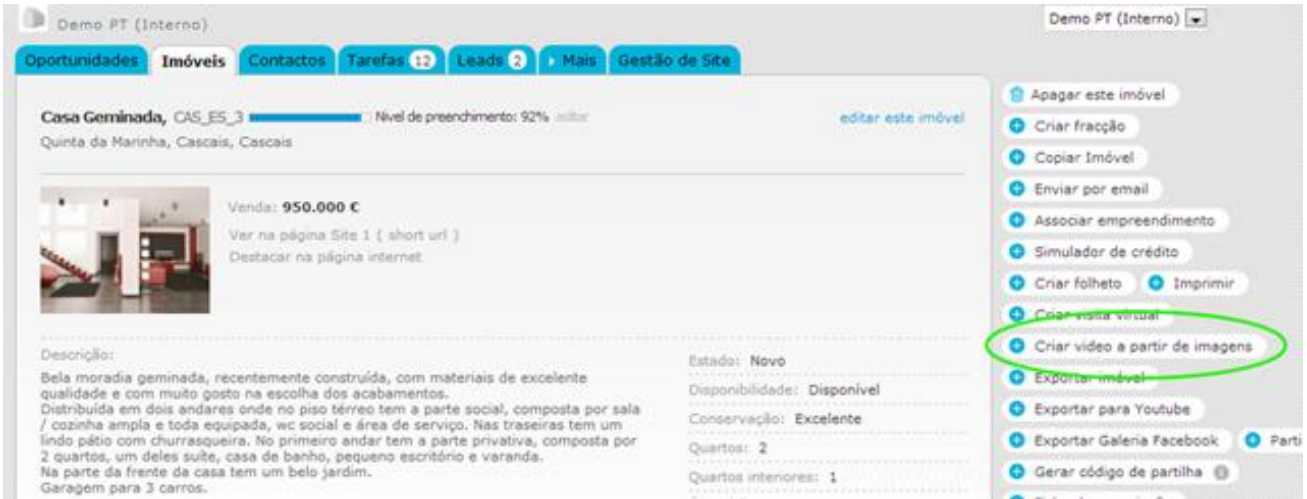 Demo PT (Interno)
Demo PT (Interno)
Oportunidades Imóveis Contactos Tarefas 12 Leads 2 Mais Gestão de Site
Casa Geminada, CAS_ES_3 Nivel de preenchimento: 92% editar
editar este imóvel
Quinta da Marinha, Cascais, Cascais
Venda: 950.000 €
Ver na página Site 1 ( short url )
Destacar na página internet
Descrição:
Bela moradia geminada, recentemente construída, com materais de excelente
qualidade e com muito gosto na escolha dos acabamentos.
Distribuída em dois andares onde no piso térreo tem a parte social, composta por sala
/ cozinha ampla e toda equipada, wc social e área de serviço. Nas traseiras tem um
lindo pátio com churrasqueira. No primeiro andar tem a parte privativa, composta por
2 quartos, um deles suíte, casa de banho, pequeno escritório e varanda.
Na parte da frente da casa tem um belo jardim.
Garagem para 3 carros.
Estado: Novo
Disponibilidade: Disponível
Conservação: Excelente
Quartos: 2
Quartos interiores: 1
Apagar este imóvel
Criar fracção
Copiar Imóvel
Enviar por email
Associar empreendimento
Simulador de crédito
Criar folheto Imprimir
Criar visita virtual
Criar video a partir de imagens
Exportar imóvel
Exportar para Youtube
Exportar Galeria Facebook Parti
Gerar código de partilha